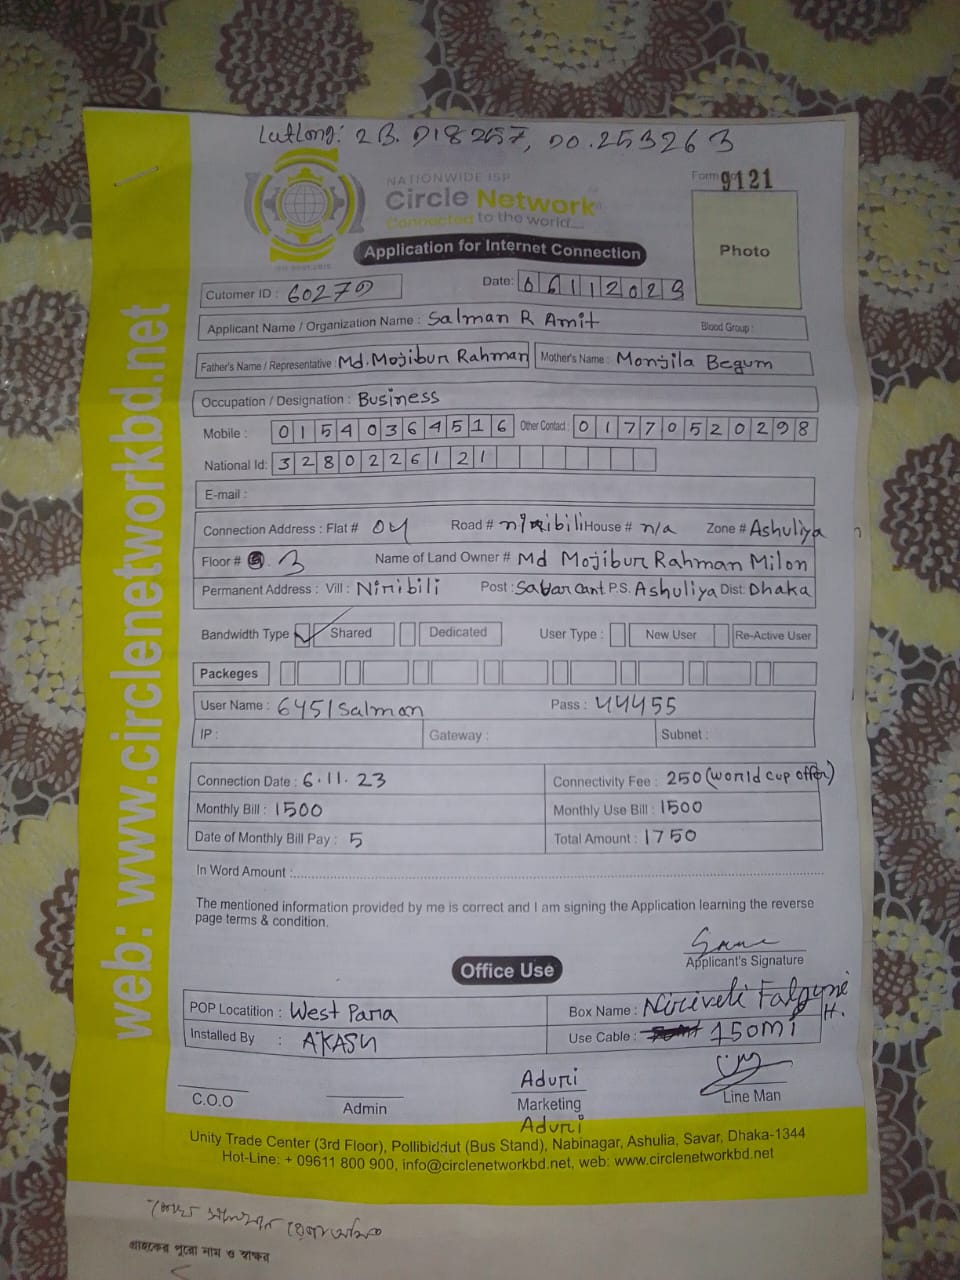 Latlong: 23.918257, 90.253263
NATIONWIDE ISP
Circle Network
Connected to the world....
Form 9121
Photo
Application for Internet Connection
Cutomer ID : 60270
Date: 06112023
Applicant Name / Organization Name : Salman R Amit Blood Group :
Father's Name / Representative : Md. Mojibur Rahman Mother's Name : Monjila Begum
Occupation / Designation : Business
Mobile : 01540364516 Other Contact : 01770520298
National Id: 3280226121
E-mail :
Connection Address : Flat # 04 Road # niribili House # n/a Zone # Ashuliya
Floor # 3 Name of Land Owner # Md Mojibur Rahman Milon
Permanent Address : Vill : Niribili Post : Savar Cant P.S. Ashuliya Dist: Dhaka
Bandwidth Type ✓ Shared Dedicated User Type : New User Re-Active User
Packeges
User Name : 6451salman Pass : 44455
IP : Gateway : Subnet :
Connection Date : 6.11.23 Connectivity Fee : 250 (world cup offer)
Monthly Bill : 1500 Monthly Use Bill : 1500
Date of Monthly Bill Pay : 5 Total Amount : 1750
In Word Amount :
The mentioned information provided by me is correct and I am signing the Application learning the reverse
page terms & condition.
Applicant's Signature
Office Use
POP Locatition : West Para Box Name : Niriveli Falguni H.
Installed By : AKASH Use Cable : 150mi
C.O.O
Admin
Aduri
Marketing
Aduri
Line Man
Unity Trade Center (3rd Floor), Pollibiddut (Bus Stand), Nabinagar, Ashulia, Savar, Dhaka-1344
Hot-Line: + 09611 800 900, info@circlenetworkbd.net, web: www.circlenetworkbd.net
web: www.circlenetworkbd.net
গ্রাহকের পুরো নাম ও স্বাক্ষর